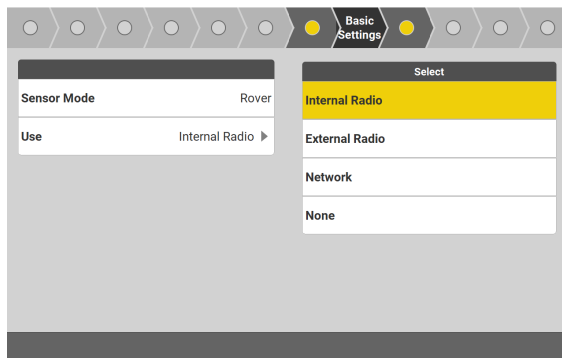 Basic
Settings
Select
Sensor Mode Rover
Use Internal Radio
Internal Radio
External Radio
Network
None